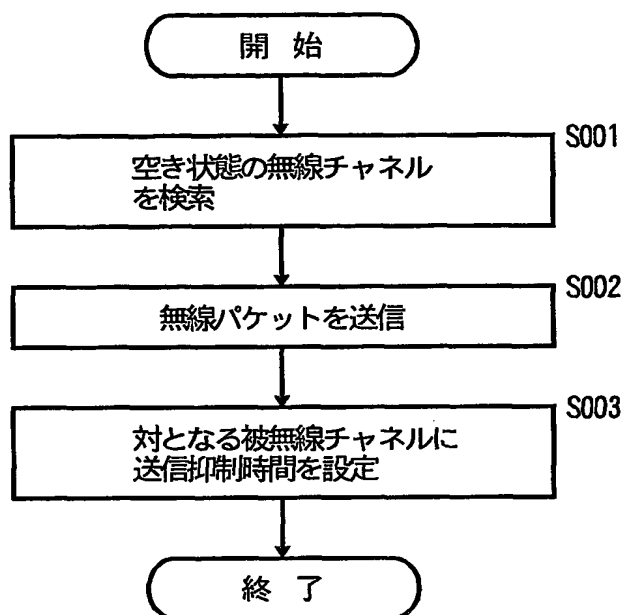 開 始
S001
空き状態の無線チャネル
を検索
S002
無線パケットを送信
S003
対となる被無線チャネルに
送信抑制時間を設定
終 了